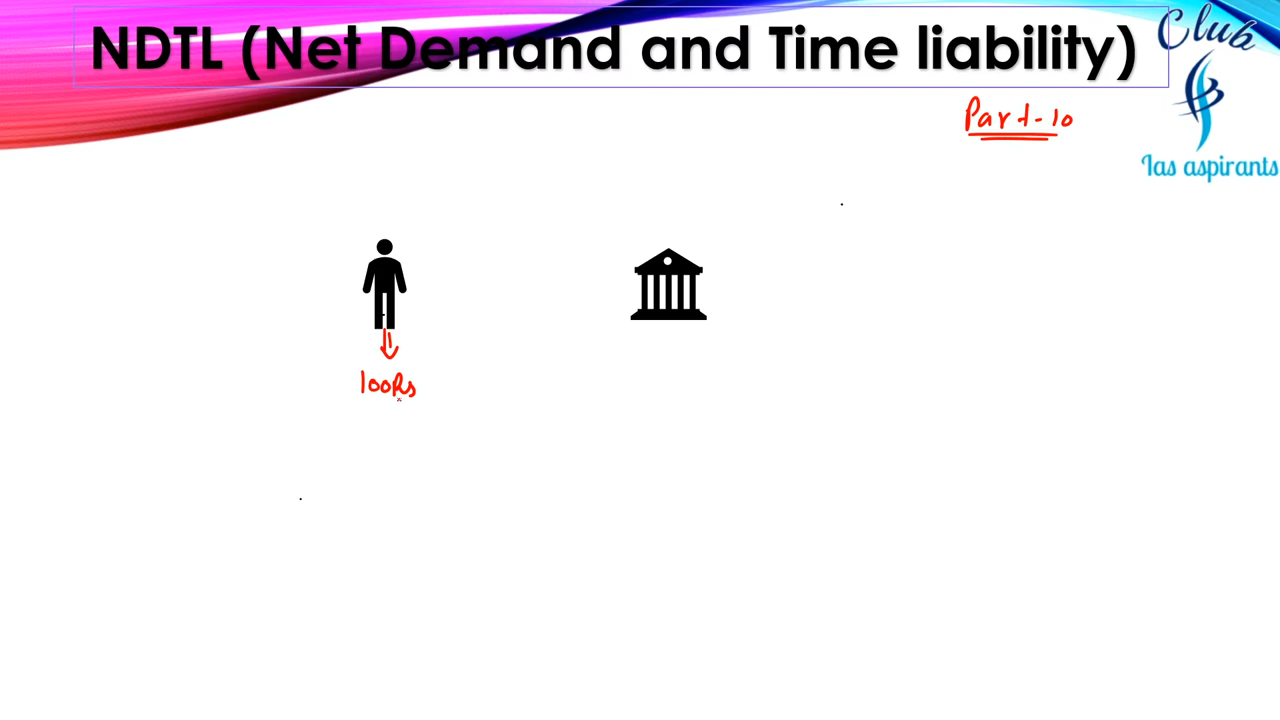 NDTL (Net Demand and Time liability)
Club
Part-10
Ias aspirants
100Rs